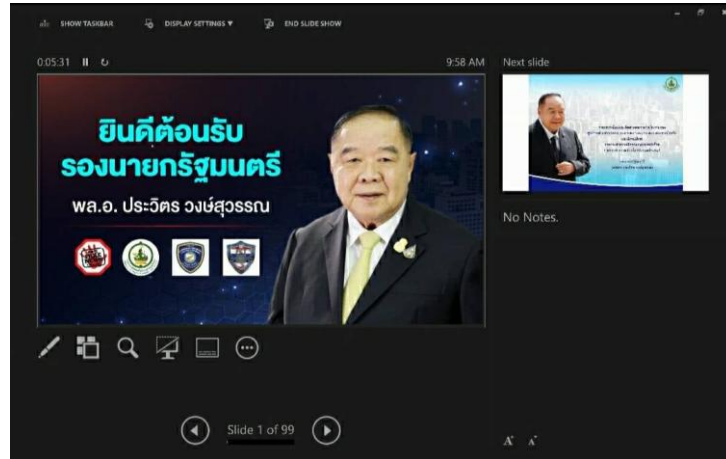 SHOW TASKBAR
DISPLAY SETTINGS ▼
END SLIDE SHOW
0:05:31
9:58 AM
Next slide
ยินดีต้อนรับ
รองนายกรัฐมนตรี
พล.อ. ประวิตร วงษ์สุวรรณ
No Notes.
Slide 1 of 99
A A